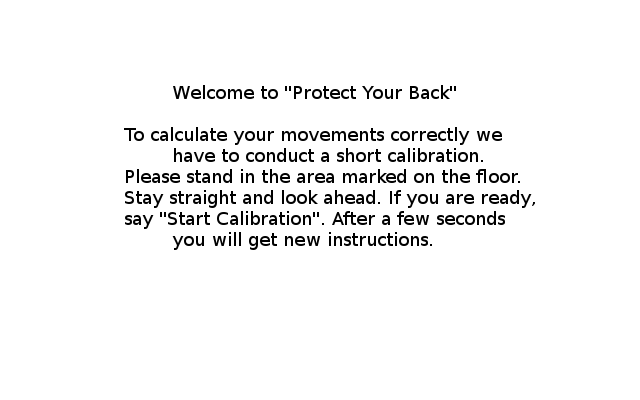 Welcome to "Protect Your Back"
To calculate your movements correctly we
have to conduct a short calibration.
Please stand in the area marked on the floor.
Stay straight and look ahead. If you are ready,
say "Start Calibration". After a few seconds
you will get new instructions.